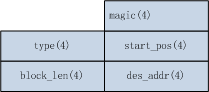 magic(4)
type(4) start_pos(4)
block_len(4) des_addr(4)